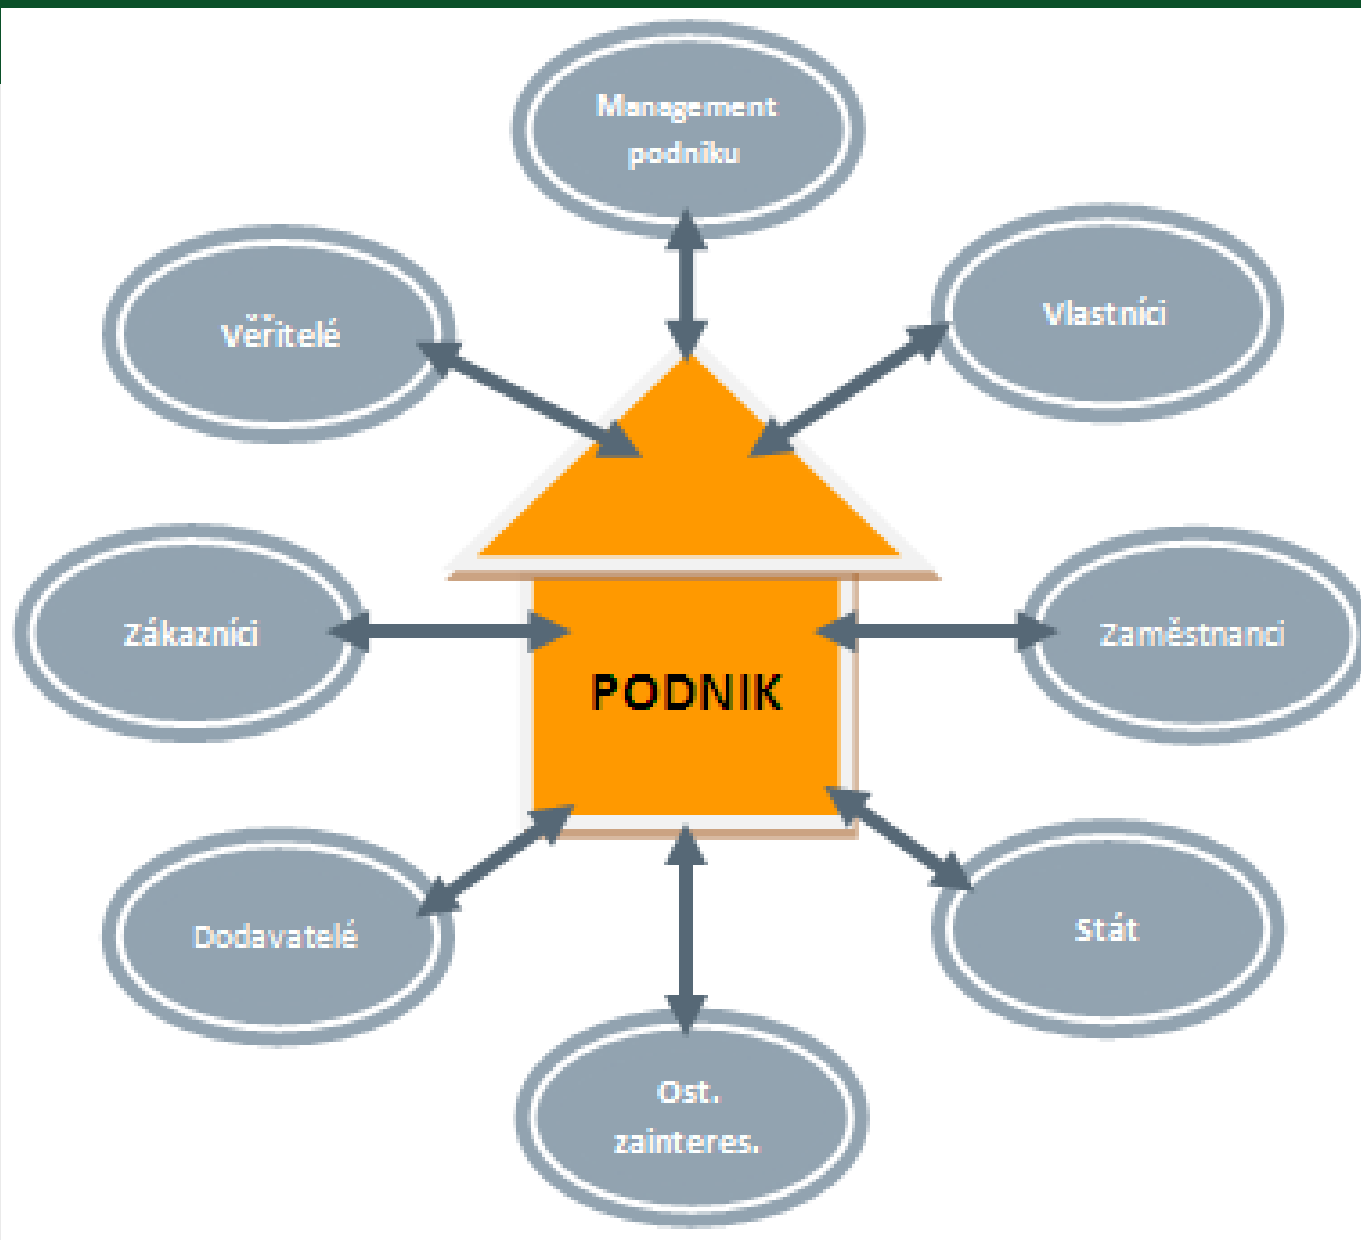 Management
podniku
Vlastníci
Věřitelé
Zákazníci
Zaměstnanci
PODNIK
Dodavatelé
Stát
Ost.
zainteres.